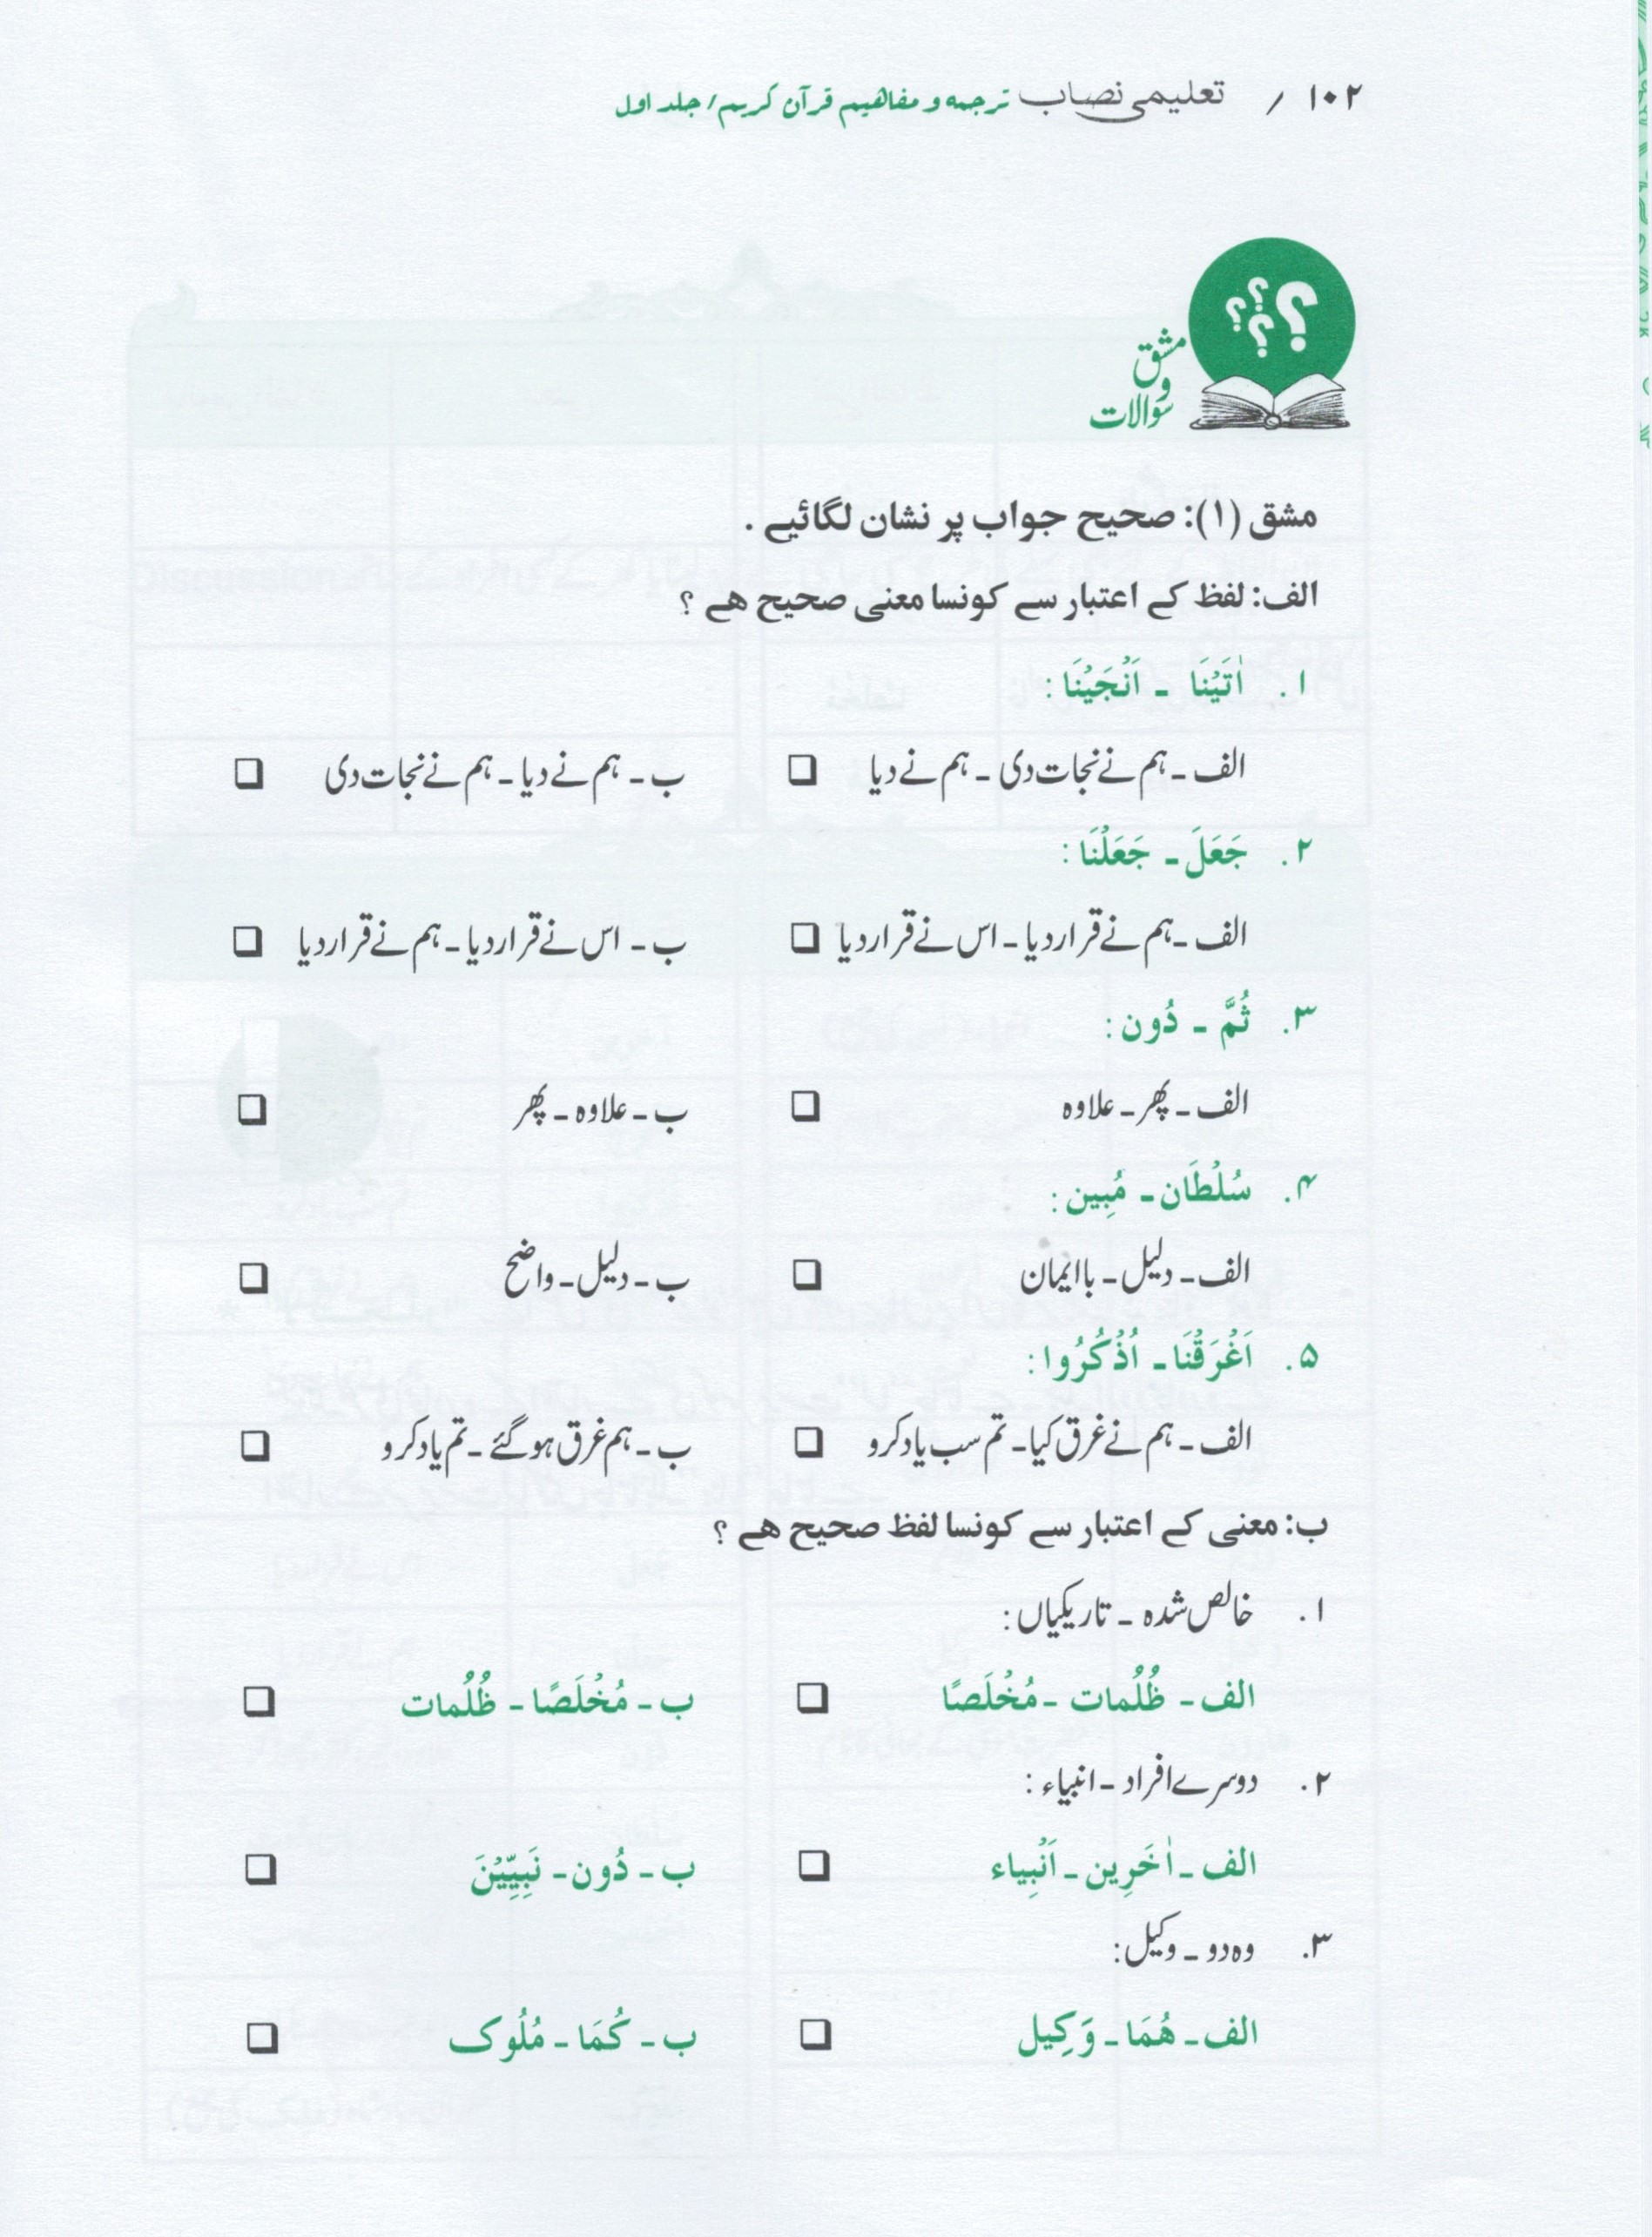 ۱۰۲ / تعلیمی نصاب ترجمه و مفاهیم قرآن کریم / جلد اول
؟ ؟ ؟ ؟
مشق
و
سوالات
مشق (۱): صحیح جواب پر نشان لگائیے .
الف: لفظ کے اعتبار سے کونسا معنی صحیح ہے ؟
۱. اٰتَیْنَا ـ اَنْجَیْنَا:
الف ـ ہم نے نجات دی ـ ہم نے دیا ❑ ب ـ ہم نے دیا ـ ہم نے نجات دی ❑
۲. جَعَلَ ـ جَعَلْنَا:
الف ـ ہم نے قرار دیا ـ اس نے قرار دیا ❑ ب ـ اس نے قرار دیا ـ ہم نے قرار دیا ❑
۳. ثُمَّ ـ دُون:
الف ـ پھر ـ علاوہ ❑ ب ـ علاوہ ـ پھر ❑
۴. سُلْطَان ـ مُبِین:
الف ـ دلیل ـ باایمان ❑ ب ـ دلیل ـ واضح ❑
۵. اَغْرَقْنَا ـ اُذْکُرُوا:
الف ـ ہم نے غرق کیا ـ تم سب یاد کرو ❑ ب ـ ہم غرق ہوگئے ـ تم یاد کرو ❑
ب: معنی کے اعتبار سے کونسا لفظ صحیح ہے ؟
۱. خالص شدہ ـ تاریکیاں:
الف ـ ظُلُمات ـ مُخْلَصًا ❑ ب ـ مُخْلَصًا ـ ظُلُمات ❑
۲. دوسرے افراد ـ انبیاء:
الف ـ اٰخَرِین ـ اَنْبِیاء ❑ ب ـ دُون ـ نَبِیّٖیْنَ ❑
۳. وہ دو ـ وکیل:
الف ـ هُمَا ـ وَکِیل ❑ ب ـ کُمَا ـ مُلُوک ❑